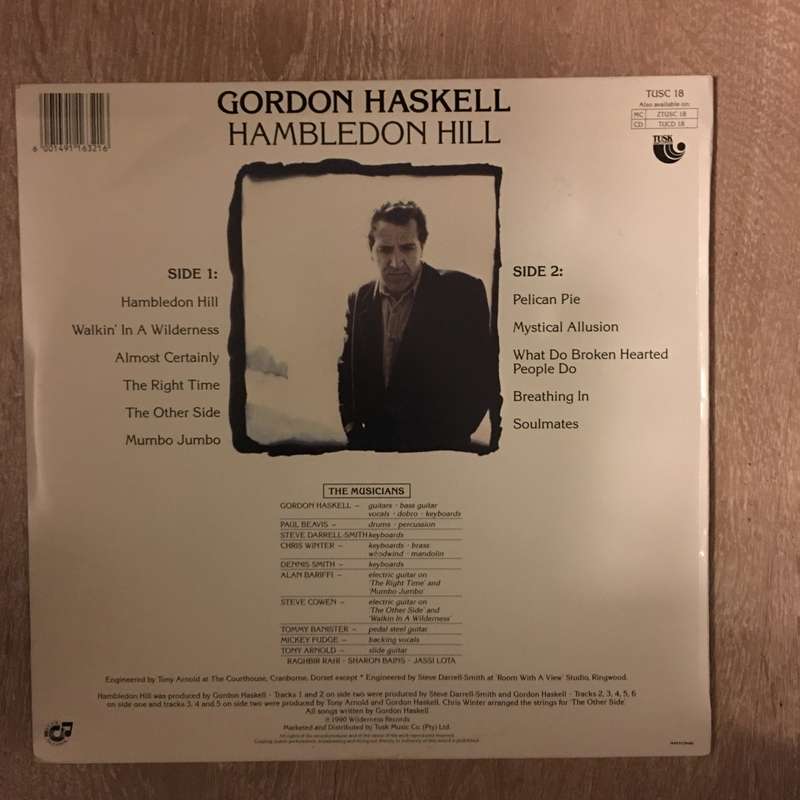 GORDON HASKELL
HAMBLEDON HILL
6 001491 163216
TUSC 18
Also available on:
MC ZTUSC 18
CD TUCD 18
TUSK
SIDE 1:
Hambledon Hill
Walkin' In A Wilderness
Almost Certainly
The Right Time
The Other Side
Mumbo Jumbo
SIDE 2:
Pelican Pie
Mystical Allusion
What Do Broken Hearted
People Do
Breathing In
Soulmates
THE MUSICIANS
GORDON HASKELL – guitars - bass guitar
vocals - dobro - keyboards
PAUL BEAVIS – drums - percussion
STEVE DARRELL-SMITH keyboards
CHRIS WINTER – keyboards - brass
woodwind - mandolin
DENNIS SMITH – keyboards
ALAN BARIFFI – electric guitar on
'The Right Time' and
'Mumbo Jumbo'
STEVE COWEN – electric guitar on
'The Other Side' and
'Walkin In A Wilderness'
TOMMY BANISTER – pedal steel guitar
MICKEY FUDGE – backing vocals
TONY ARNOLD – slide guitar
RAGHBIR RAHI - SHARON BAINS - JASSI LOTA
Engineered by Tony Arnold at The Courthouse, Cranborne, Dorset except * Engineered by Steve Darrell-Smith at 'Room With A View' Studio, Ringwood.
Hambledon Hill was produced by Gordon Haskell - Tracks 1 and 2 on side two were produced by Steve Darrell-Smith and Gordon Haskell - Tracks 2, 3, 4, 5, 6
on side one and tracks 3, 4 and 5 on side two were produced by Tony Arnold and Gordon Haskell. Chris Winter arranged the strings for 'The Other Side'
All songs written by Gordon Haskell
℗ 1990 Wilderness Records
Marketed and Distributed by Tusk Music Co (Pty) Ltd.